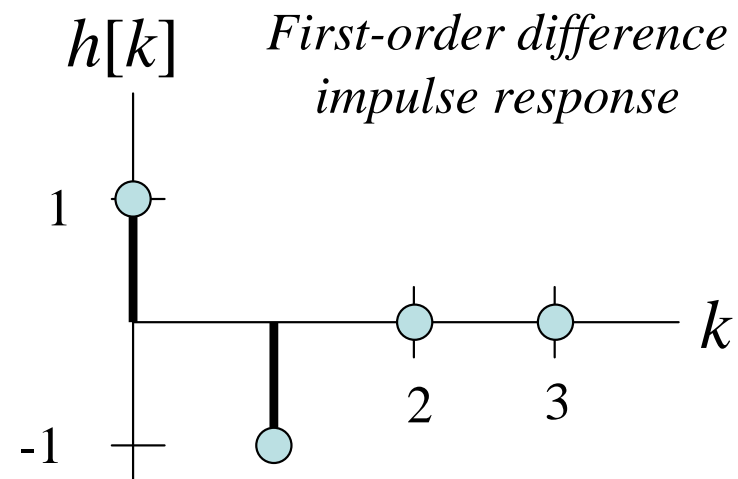 h[k]
First-order difference
impulse response
1
k
2 3
-1